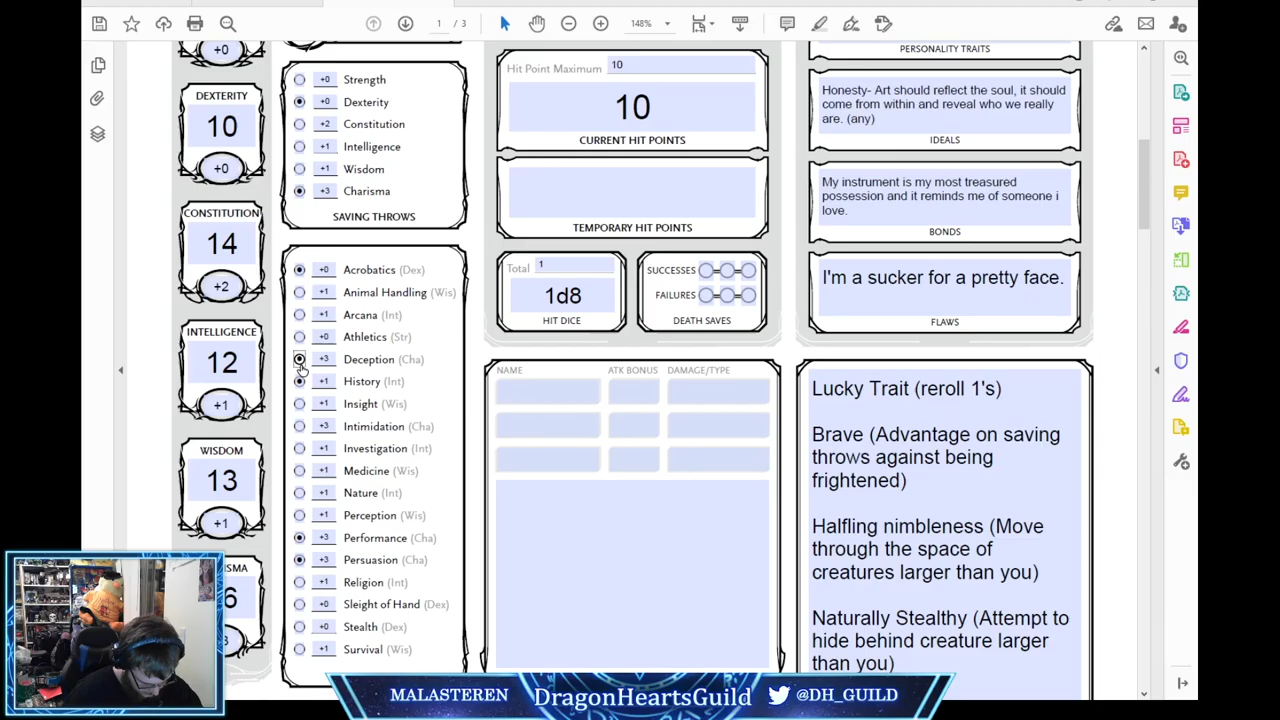 1 / 3
148%
+0
DEXTERITY
10
+0
CONSTITUTION
14
+2
INTELLIGENCE
12
+1
WISDOM
13
+1
+0 Strength
+0 Dexterity
+2 Constitution
+1 Intelligence
+1 Wisdom
+3 Charisma
SAVING THROWS
+0 Acrobatics (Dex)
+1 Animal Handling (Wis)
+1 Arcana (Int)
+0 Athletics (Str)
+3 Deception (Cha)
+1 History (Int)
+1 Insight (Wis)
+3 Intimidation (Cha)
+1 Investigation (Int)
+1 Medicine (Wis)
+1 Nature (Int)
+1 Perception (Wis)
+3 Performance (Cha)
+3 Persuasion (Cha)
+1 Religion (Int)
+0 Sleight of Hand (Dex)
+0 Stealth (Dex)
+1 Survival (Wis)
Hit Point Maximum 10
10
CURRENT HIT POINTS
TEMPORARY HIT POINTS
Total 1
1d8
HIT DICE
SUCCESSES
FAILURES
DEATH SAVES
NAME ATK BONUS DAMAGE/TYPE
PERSONALITY TRAITS
Honesty- Art should reflect the soul, it should
come from within and reveal who we really
are. (any)
IDEALS
My instrument is my most treasured
possession and it reminds me of someone i
love.
BONDS
I'm a sucker for a pretty face.
FLAWS
Lucky Trait (reroll 1's)
Brave (Advantage on saving
throws against being
frightened)
Halfling nimbleness (Move
through the space of
creatures larger than you)
Naturally Stealthy (Attempt to
hide behind creature larger
than you)
MALASTEREN DragonHeartsGuild @DH_GUILD